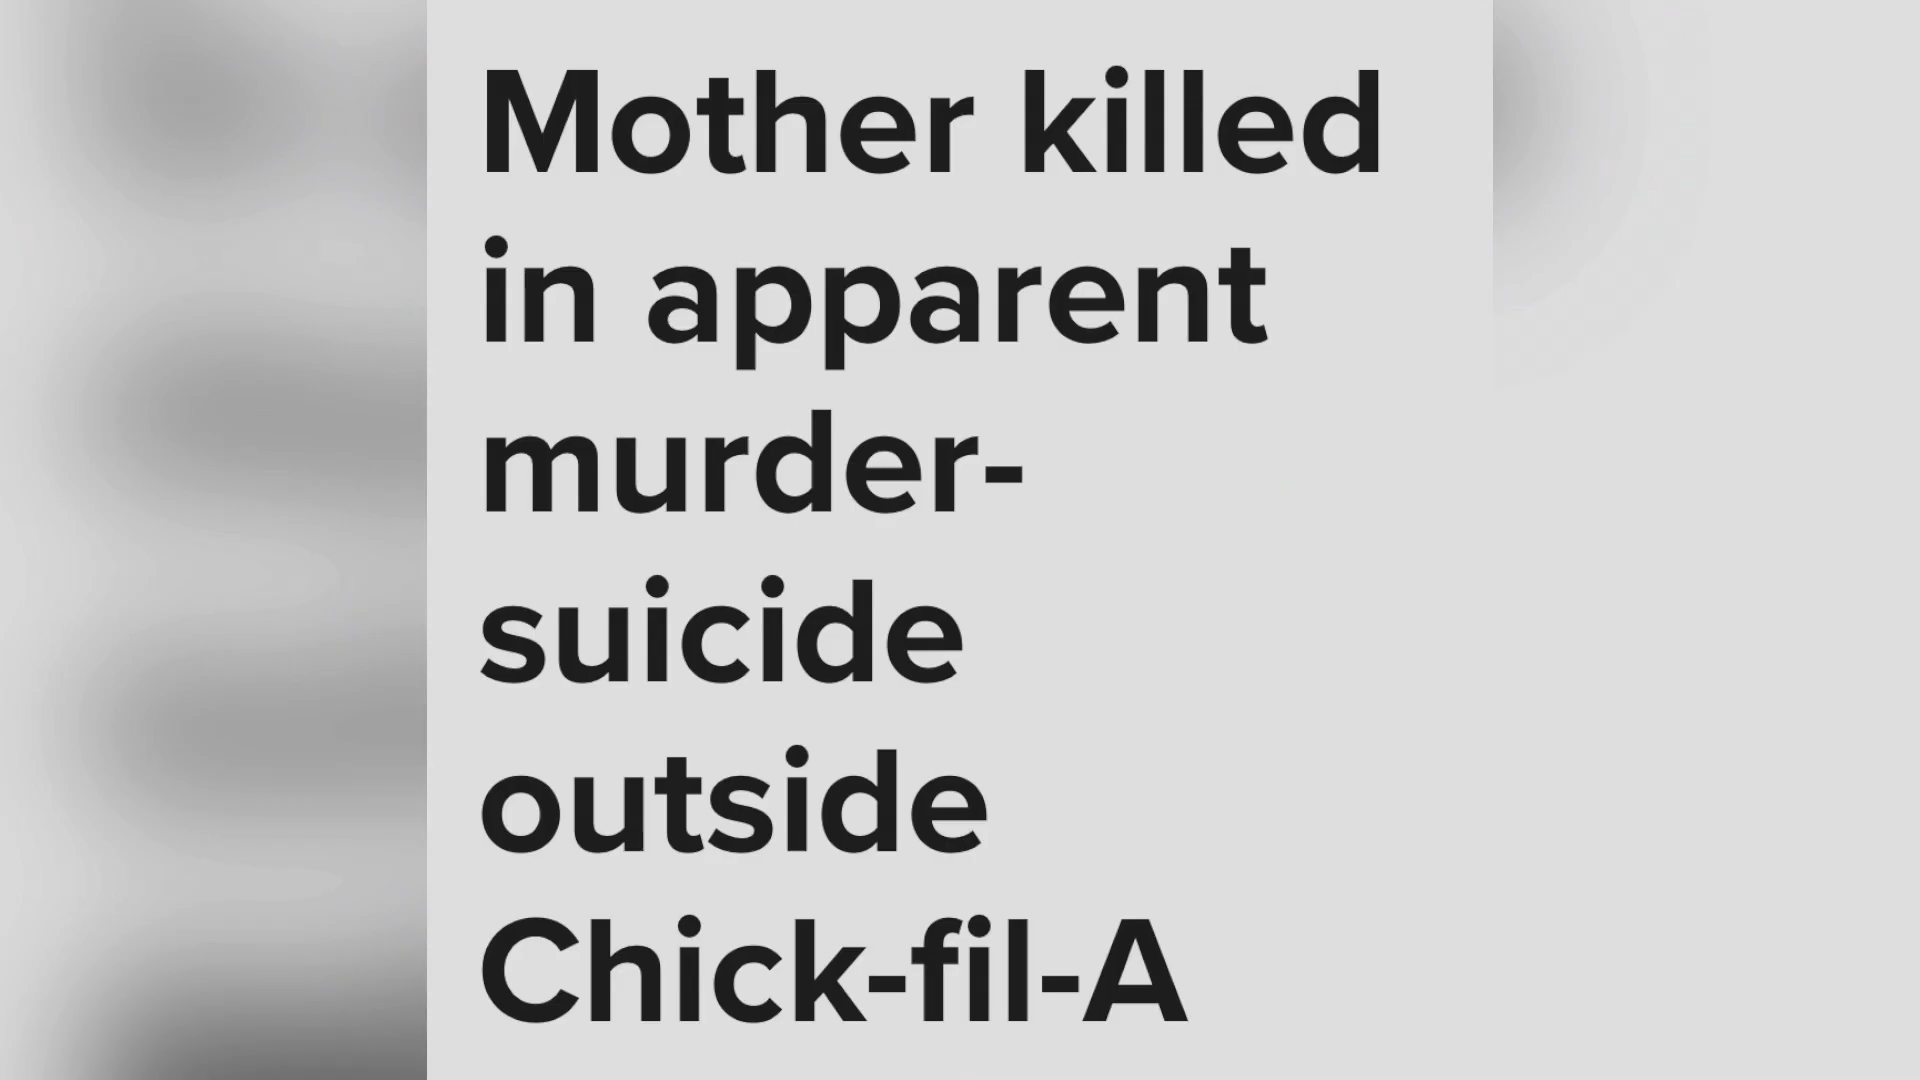 Mother killed
in apparent
murder-
suicide
outside
Chick-fil-A